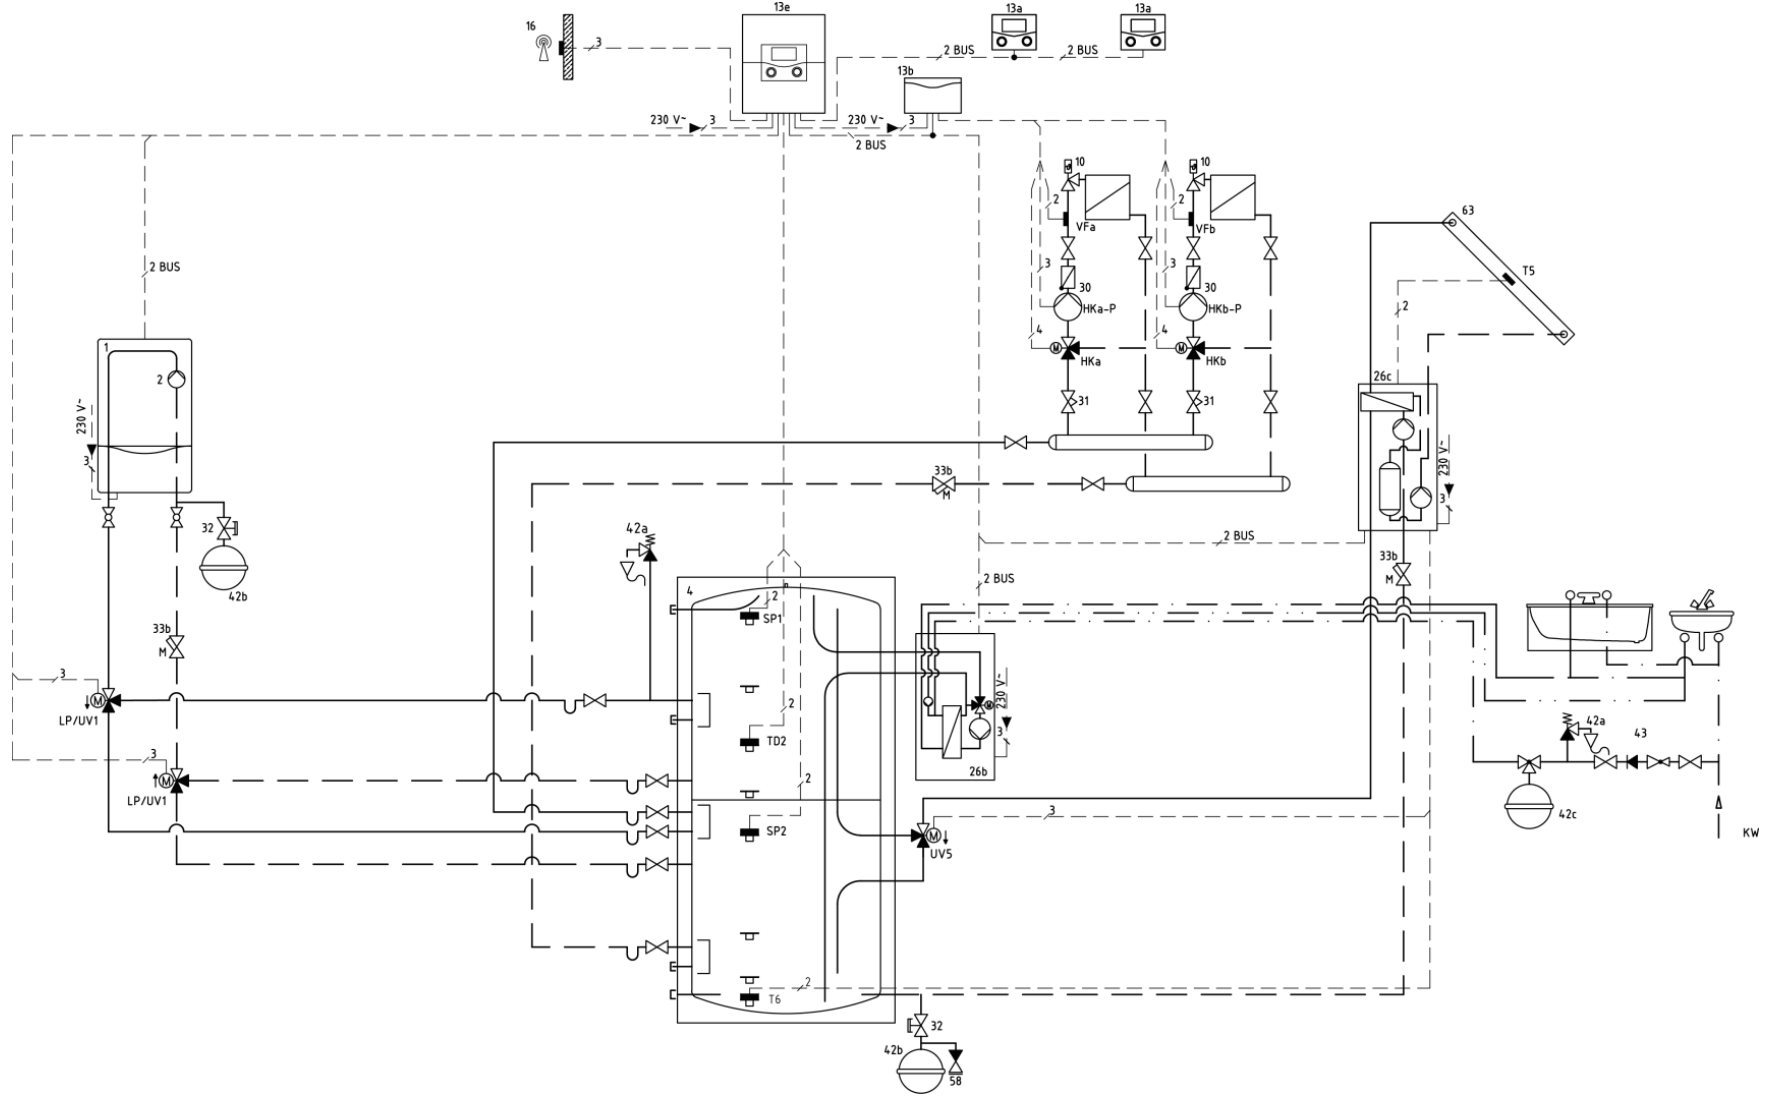 13e
13a
13a
16
3
2 BUS
2 BUS
13b
230 V~
3
230 V~
3
2 BUS
10
10
2
2
VFa
VFb
63
2 BUS
3
3
T5
30
30
HKa-P
HKb-P
2
4
4
1
HKa
HKb
2
26c
230 V~
31
31
3
230 V~
33b
M
3
32
42a
2 BUS
33b
M
42b
2 BUS
4
2
SP1
33b
M
3
230 V~
M
LP/UV1
2
M
42a
TD2
3
43
3
26b
M
LP/UV1
2
3
42c
SP2
M
KW
UV5
2
T6
32
42b
58